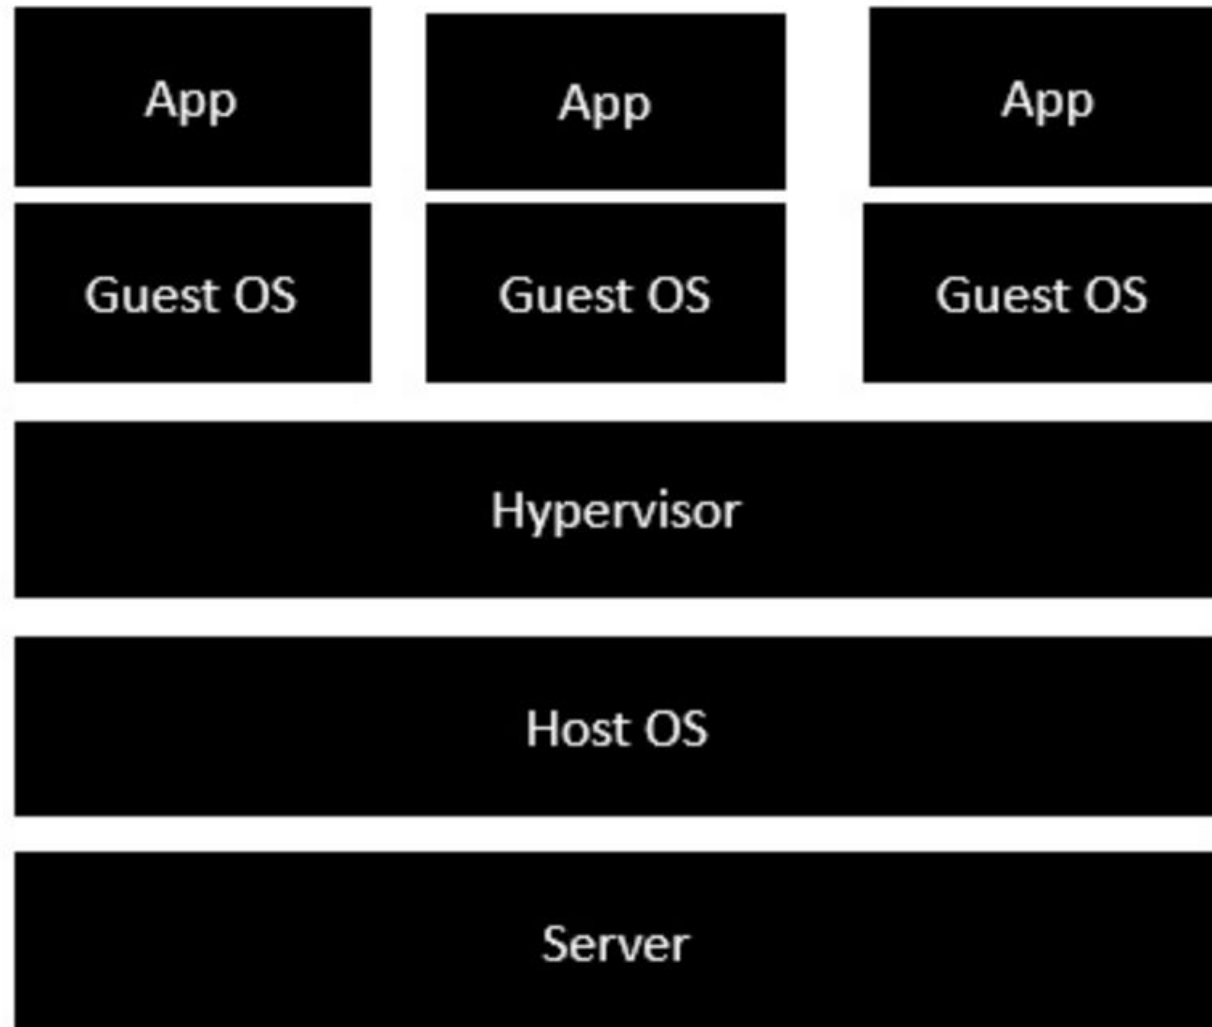 App
App
App
Guest OS
Guest OS
Guest OS
Hypervisor
Host OS
Server